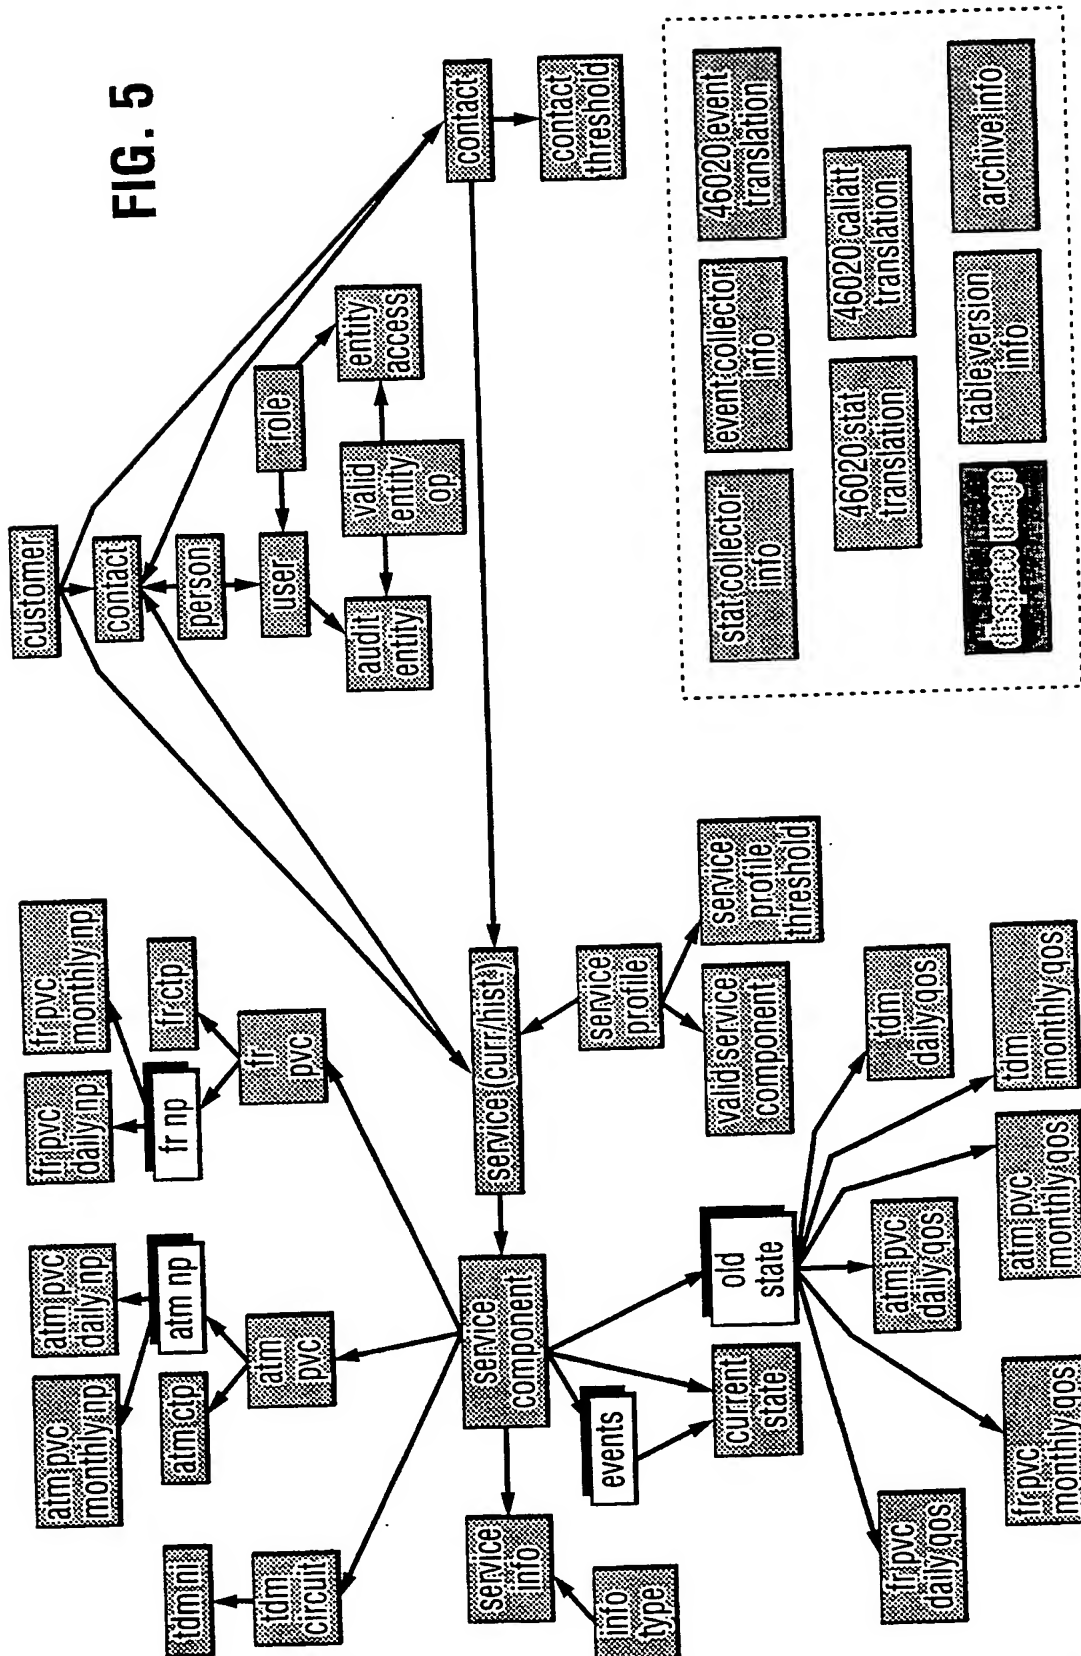 FIG. 5
customer
contact
person
user
role
audit
entity
valid
entity
op
entity
access
contact
contact
threshold
tdm nl
tdm
circuit
atm pvc
monthly np
atm pvc
daily np
atm ctp
atm np
atm
pvc
fr pvc
daily np
fr pvc
monthly np
fr np
fr ctp
fr
pvc
service
info
info
type
service
component
service (curr/hist)
events
current
state
old
state
service
profile
valid service
component
service
profile
threshold
fr pvc
daily qos
fr pvc
monthly qos
atm pvc
daily qos
atm pvc
monthly qos
tdm
daily qos
tdm
monthly qos
stat collector
info
event collector
info
46020 event
translation
46020 stat
translation
46020 callatt
translation
dbspace usage
table version
info
archive info